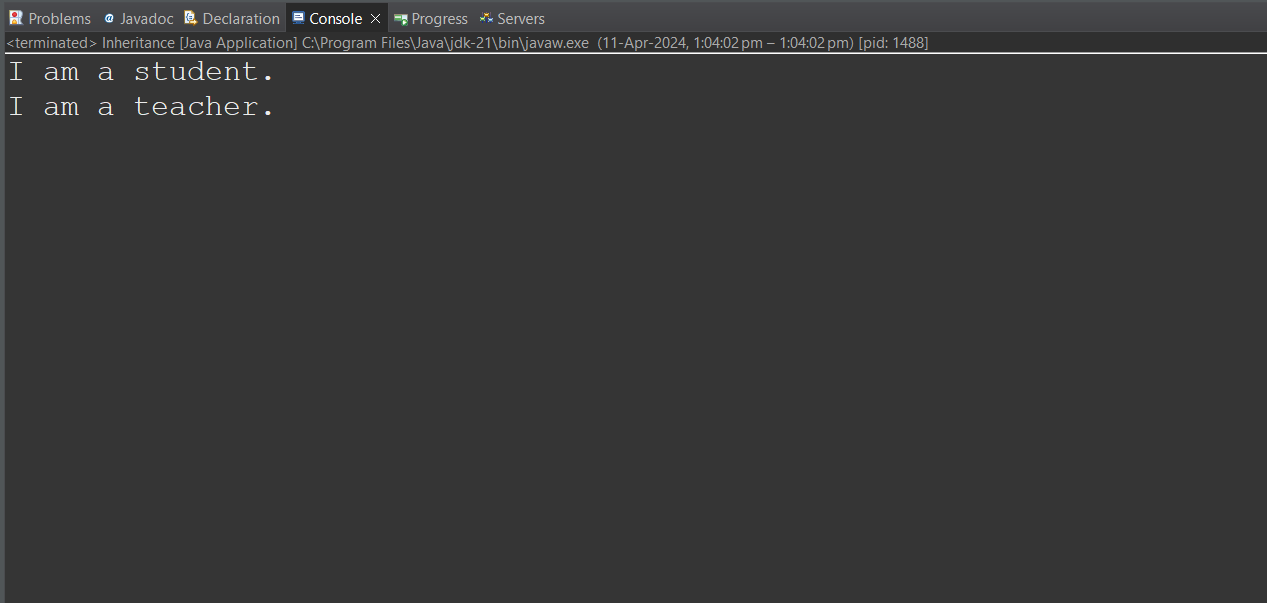 Problems Javadoc Declaration Console Progress Servers
<terminated> Inheritance [Java Application] C:\Program Files\Java\jdk-21\bin\javaw.exe (11-Apr-2024, 1:04:02 pm – 1:04:02 pm) [pid: 1488]
I am a student.
I am a teacher.